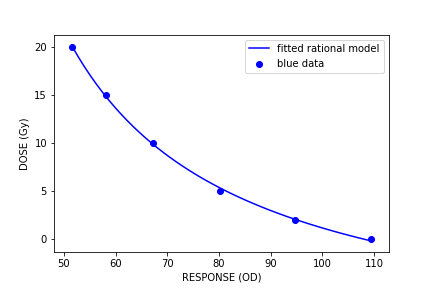 fitted rational model
blue data
20
15
10
5
0
DOSE (Gy)
50 60 70 80 90 100 110
RESPONSE (OD)